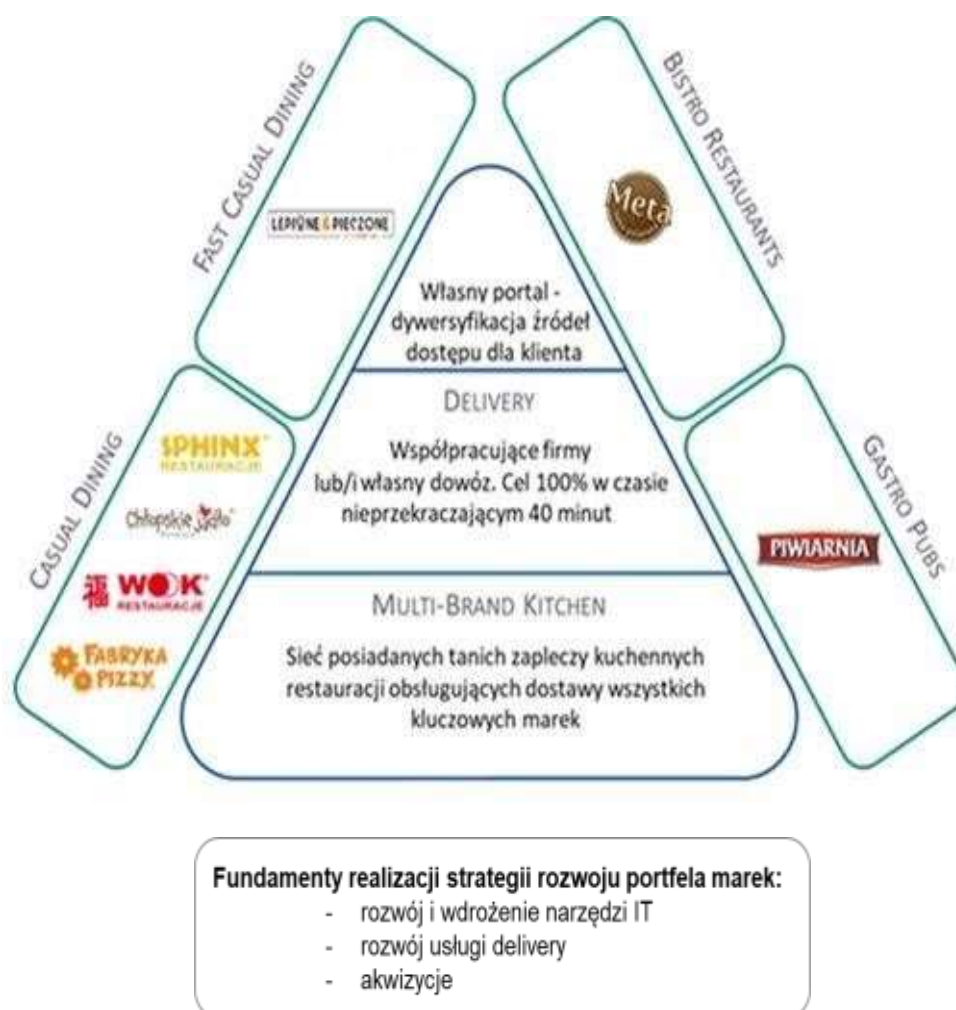 FAST CASUAL DINING
LEPIONE & PIECZONE
BISTRO RESTAURANTS
Meta
CASUAL DINING
SPHINX
RESTAURACJE
Chłopskie Jadło
WOOK
RESTAURACJE
FABRYKA
PIZZY
GASTRO PUBS
PIWIARNIA
Własny portal -
dywersyfikacja źródeł
dostępu dla klienta
DELIVERY
Współpracujące firmy
lub/i własny dowóz. Cel 100% w czasie
nieprzekraczającym 40 minut
MULTI-BRAND KITCHEN
Sieć posiadanych tanich zapleczy kuchennych
restauracji obsługujących dostawy wszystkich
kluczowych marek
Fundamenty realizacji strategii rozwoju portfela marek:
- rozwój i wdrożenie narzędzi IT
- rozwój usługi delivery
- akwizycje